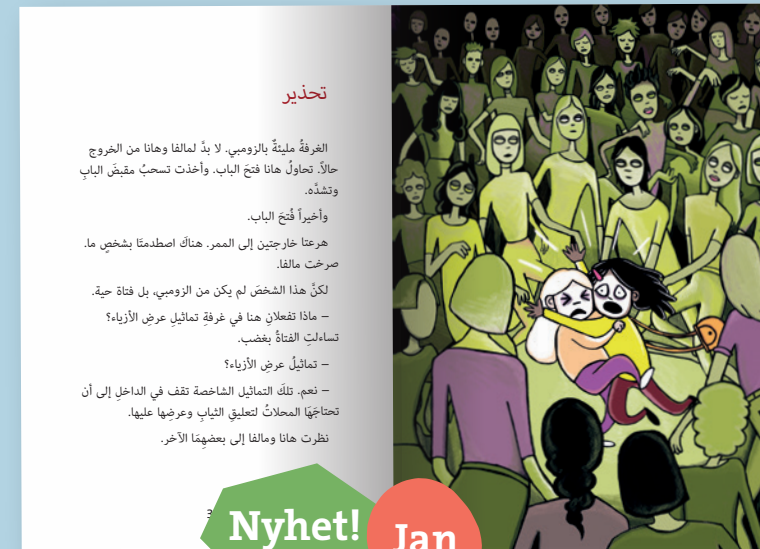 تحذير
الغرفةُ مليئةٌ بالزومبي. لا بدَّ لمالفا وهانا من الخروج
حالاً. تحاولُ هانا فتحَ الباب. وأخذت تسحبُ مقبضَ البابِ
وتشدَّه.
وأخيراً فُتحَ الباب.
هرعتا خارجتين إلى الممر. هناكَ اصطدمتَا بشخصٍ ما.
صرخت مالفا.
لكنَّ هذا الشخصَ لم يكن من الزومبي، بل فتاة حية.
– ماذا تفعلانِ هنا في غرفةِ تماثيلِ عرضِ الأزياء؟
تساءلتِ الفتاةُ بغضب.
– تماثيلُ عرضِ الأزياء؟
– نعم. تلكَ التماثيل الشاخصة تقف في الداخلِ إلى أن
تحتاجَهَا المحلاتُ لتعليقِ الثيابِ وعرضِها عليها.
نظرت هانا ومالفا إلى بعضهِمَا الآخر.
Nyhet!
Jan